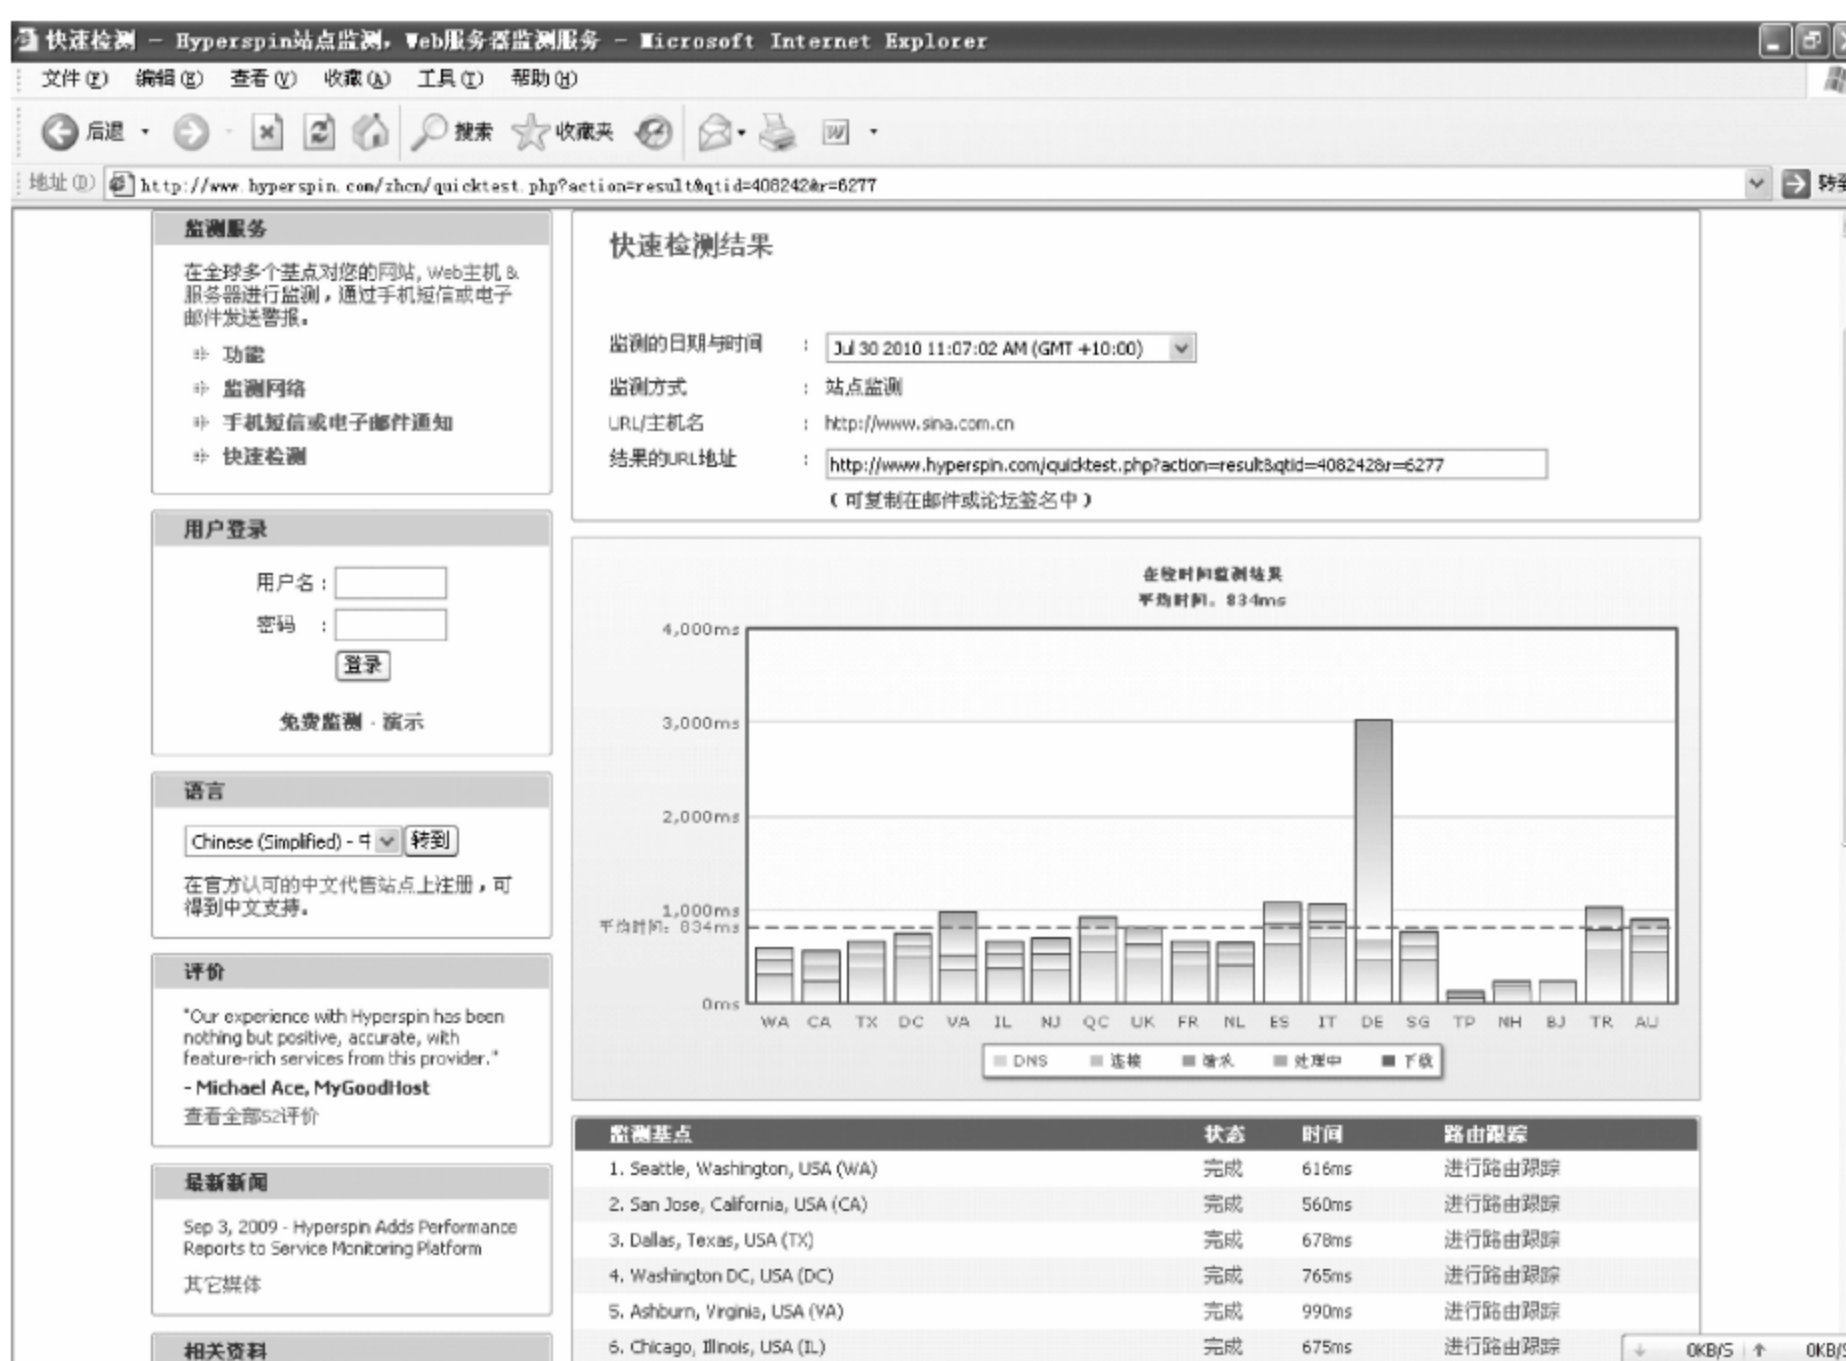 快速检测 - Hyperspin站点监测, Web服务器监测服务 - Microsoft Internet Explorer
文件(F) 编辑(E) 查看(V) 收藏(A) 工具(T) 帮助(H)
后退 搜索 收藏夹
地址(D) http://www.hyperspin.com/zhcn/quicktest.php?action=result&qtid=408242&r=6277 转到
监测服务
在全球多个基点对您的网站, Web主机 &
服务器进行监测，通过手机短信或电子
邮件发送警报。
功能
监测网络
手机短信或电子邮件通知
快速检测
用户登录
用户名：
密码 ：
登录
免费监测 - 演示
语言
Chinese (Simplified) - 中 转到
在官方认可的中文代售站点上注册，可
得到中文支持。
评价
"Our experience with Hyperspin has been
nothing but positive, accurate, with
feature-rich services from this provider."
- Michael Ace, MyGoodHost
查看全部52评价
最新新闻
Sep 3, 2009 - Hyperspin Adds Performance
Reports to Service Monitoring Platform
其它媒体
相关资料
快速检测结果
监测的日期与时间 : Jul 30 2010 11:07:02 AM (GMT +10:00)
监测方式 : 站点监测
URL/主机名 : http://www.sina.com.cn
结果的URL地址 : http://www.hyperspin.com/quicktest.php?action=result&qtid=408242&r=6277
(可复制在邮件或论坛签名中)
在段时间监测结果
平均时间: 834ms
4,000ms
3,000ms
2,000ms
1,000ms
平均时间: 834ms
0ms
WA CA TX DC VA IL NJ QC UK FR NL ES IT DE SG TP NH BJ TR AU
DNS 连接 请求 处理中 下载
监测基点 状态 时间 路由跟踪
1. Seattle, Washington, USA (WA) 完成 616ms 进行路由跟踪
2. San Jose, California, USA (CA) 完成 560ms 进行路由跟踪
3. Dallas, Texas, USA (TX) 完成 678ms 进行路由跟踪
4. Washington DC, USA (DC) 完成 765ms 进行路由跟踪
5. Ashburn, Virginia, USA (VA) 完成 990ms 进行路由跟踪
6. Chicago, Illinois, USA (IL) 完成 675ms 进行路由跟踪
0KB/S 0KB/